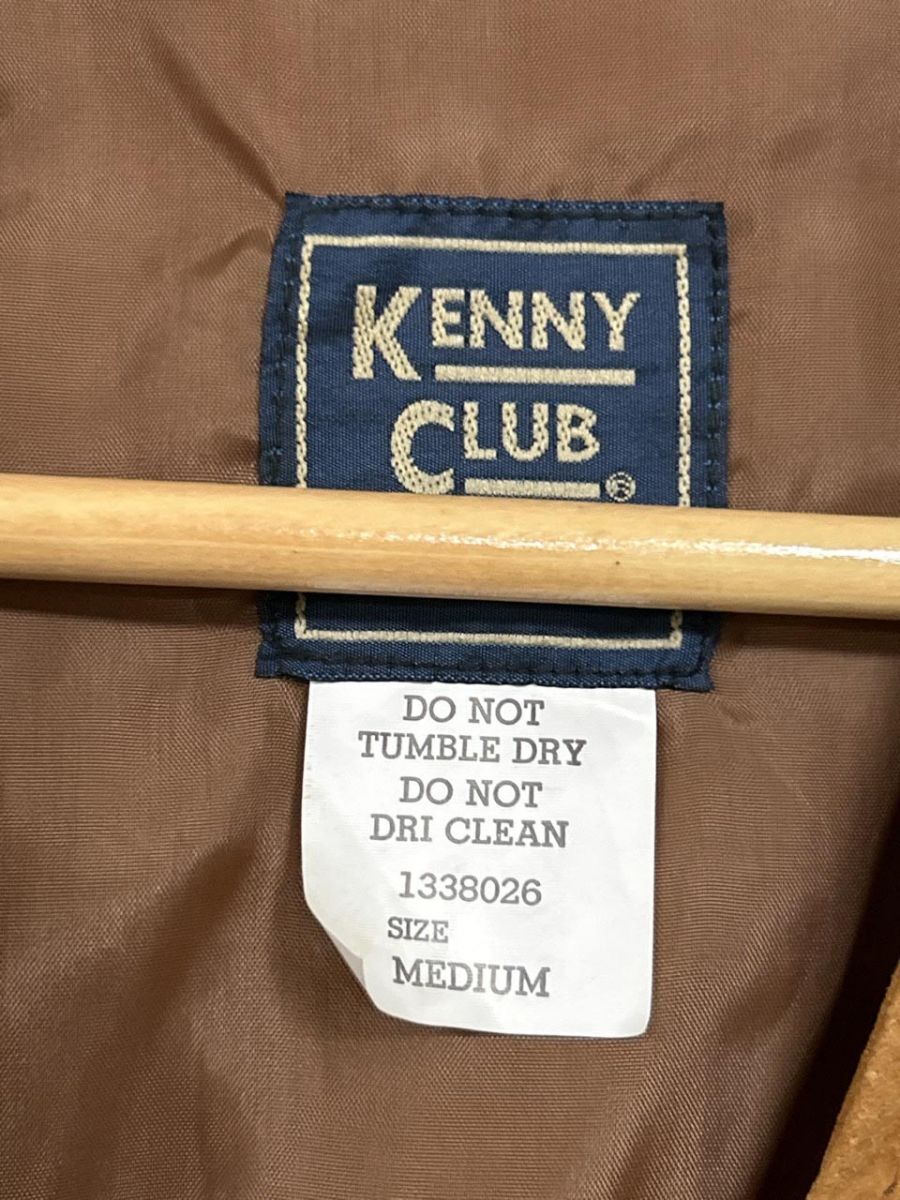 KENNY
CLUB®
DO NOT
TUMBLE DRY
DO NOT
DRI CLEAN
1338026
SIZE
MEDIUM